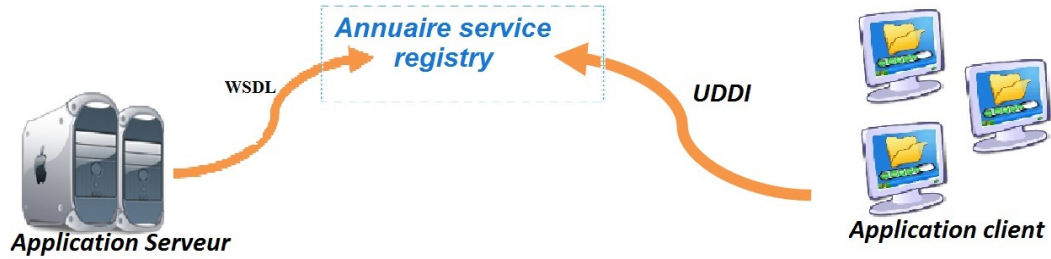 Annuaire service
registry
WSDL
UDDI
Application Serveur
Application client